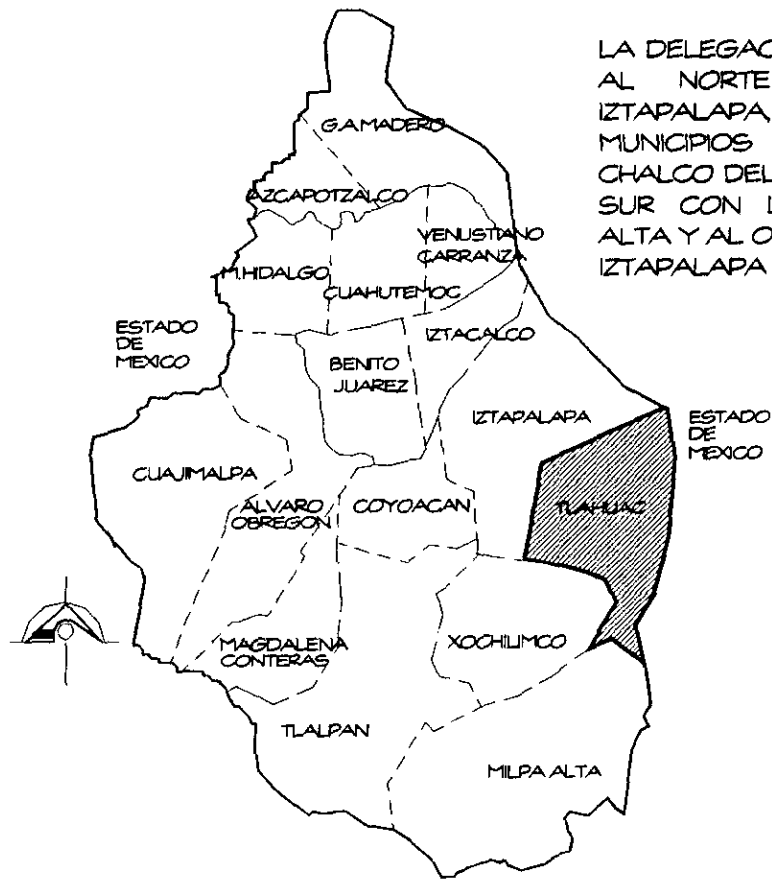 LA DELEGAC
AL NORTE
IZTAPALAPA,
MUNICIPIOS
CHALCO DEL
SUR CON L
ALTA Y AL O
IZTAPALAPA
G.A.MADERO
AZCAPOTZALCO
VENUSTIANO
CARRANZA
M.HIDALGO
CUAHUTEMOC
ESTADO
DE
MEXICO
IZTACALCO
BENITO
JUAREZ
IZTAPALAPA
ESTADO
DE
MEXICO
CUAJIMALPA
ALVARO
OBREGON
COYOACAN
TLAHUAC
MAGDALENA
CONTERAS
XOCHILIMCO
TLALPAN
MILPA ALTA